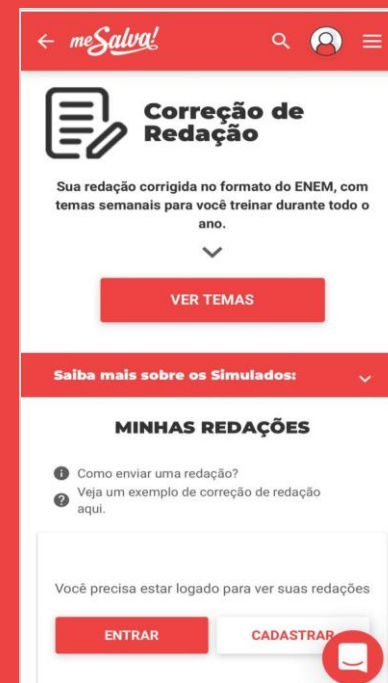 meSalva!
Correção de
Redação
Sua redação corrigida no formato do ENEM, com
temas semanais para você treinar durante todo o
ano.
VER TEMAS
Saiba mais sobre os Simulados:
MINHAS REDAÇÕES
Como enviar uma redação?
Veja um exemplo de correção de redação
aqui.
Você precisa estar logado para ver suas redações
ENTRAR CADASTRAR